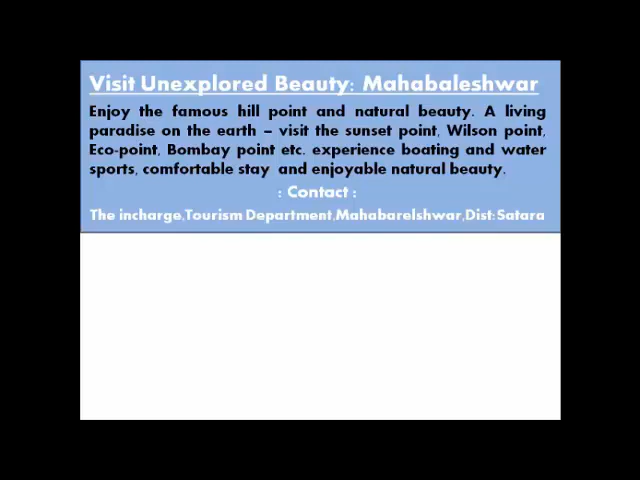 Visit Unexplored Beauty: Mahabaleshwar
Enjoy the famous hill point and natural beauty. A living
paradise on the earth – visit the sunset point, Wilson point,
Eco-point, Bombay point etc. experience boating and water
sports, comfortable stay and enjoyable natural beauty.
: Contact :
The incharge,Tourism Department,Mahabarelshwar,Dist:Satara